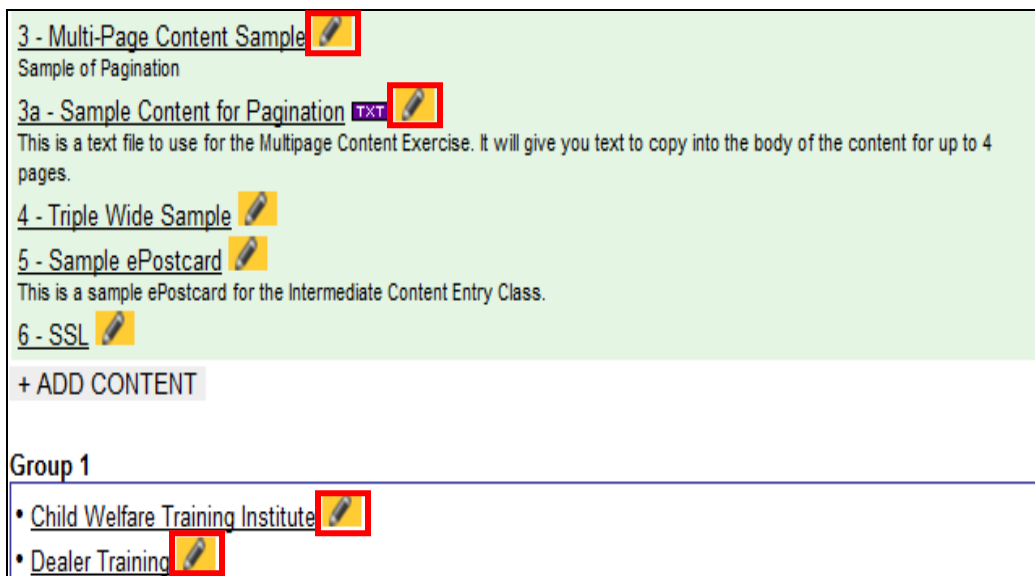 3 - Multi-Page Content Sample
Sample of Pagination
3a - Sample Content for Pagination TXT
This is a text file to use for the Multipage Content Exercise. It will give you text to copy into the body of the content for up to 4
pages.
4 - Triple Wide Sample
5 - Sample ePostcard
This is a sample ePostcard for the Intermediate Content Entry Class.
6 - SSL
+ ADD CONTENT
Group 1
• Child Welfare Training Institute
• Dealer Training